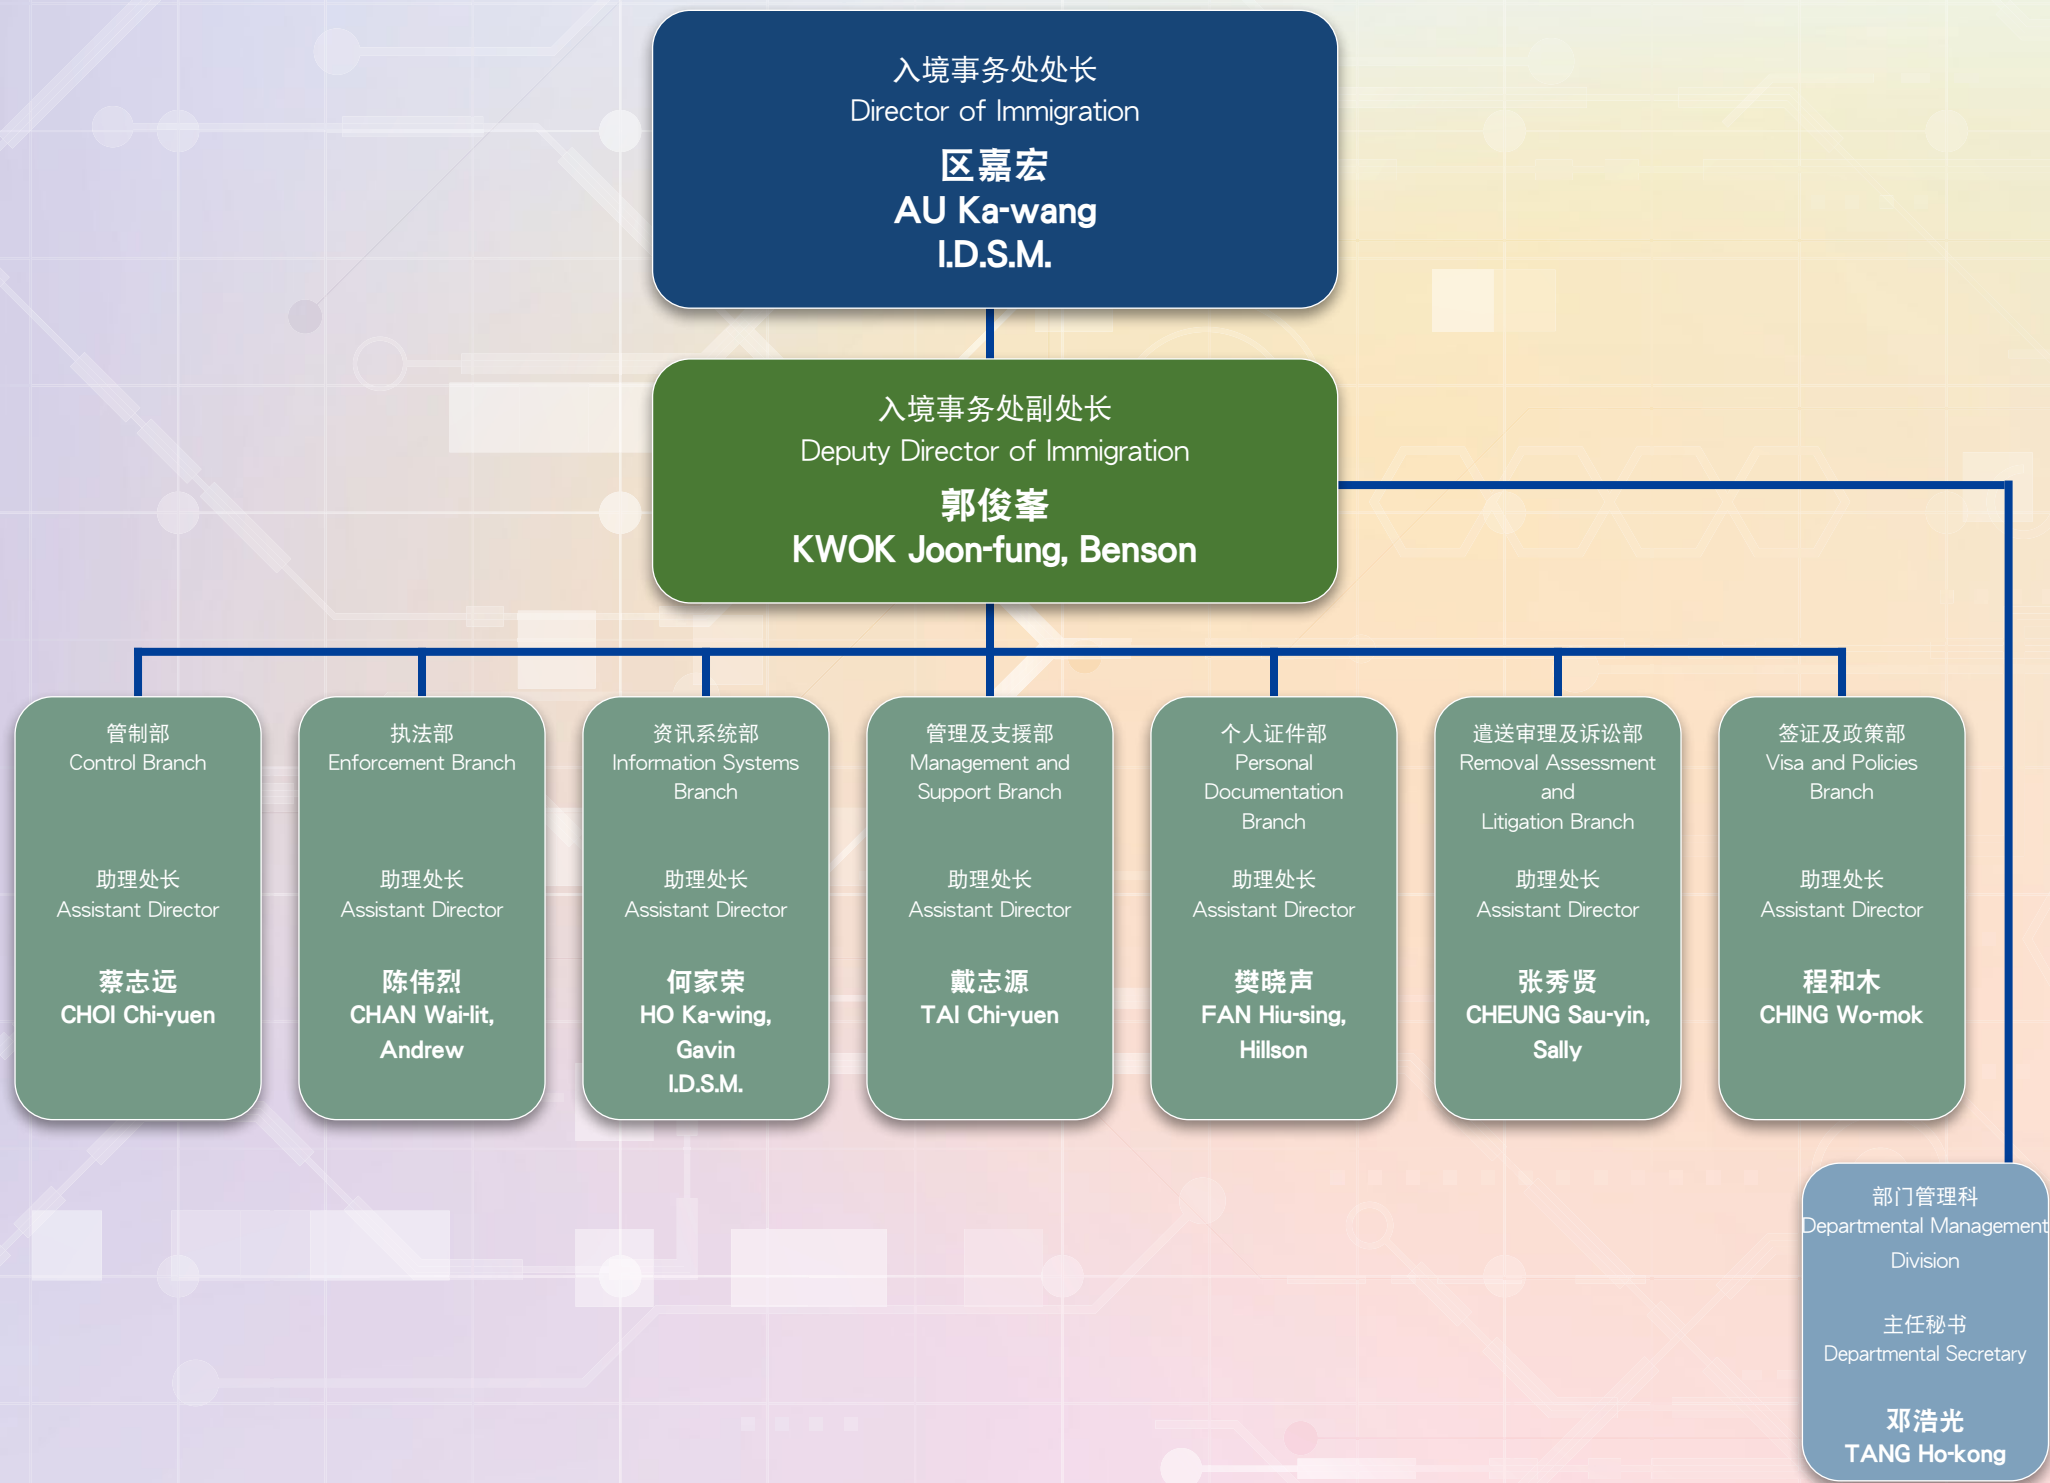 入境事务处处长
Director of Immigration
区嘉宏
AU Ka-wang
I.D.S.M.
入境事务处副处长
Deputy Director of Immigration
郭俊峯
KWOK Joon-fung, Benson
管制部
Control Branch
助理处长
Assistant Director
蔡志远
CHOI Chi-yuen
执法部
Enforcement Branch
助理处长
Assistant Director
陈伟烈
CHAN Wai-lit,
Andrew
资讯系统部
Information Systems
Branch
助理处长
Assistant Director
何家荣
HO Ka-wing,
Gavin
I.D.S.M.
管理及支援部
Management and
Support Branch
助理处长
Assistant Director
戴志源
TAI Chi-yuen
个人证件部
Personal
Documentation
Branch
助理处长
Assistant Director
樊晓声
FAN Hiu-sing,
Hillson
遣送审理及诉讼部
Removal Assessment
and
Litigation Branch
助理处长
Assistant Director
张秀贤
CHEUNG Sau-yin,
Sally
签证及政策部
Visa and Policies
Branch
助理处长
Assistant Director
程和木
CHING Wo-mok
部门管理科
Departmental Management
Division
主任秘书
Departmental Secretary
邓浩光
TANG Ho-kong